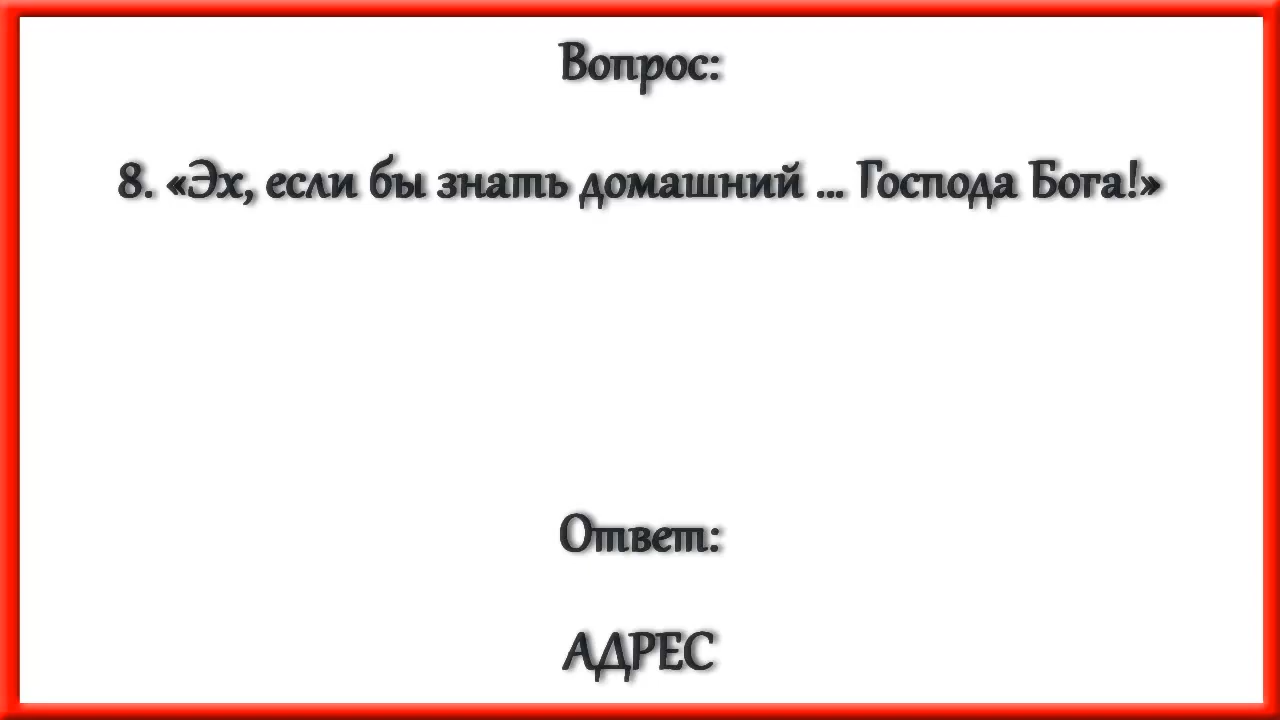 Вопрос:
8. «Эх, если бы знать домашний ... Господа Бога!»
Ответ:
АДРЕС